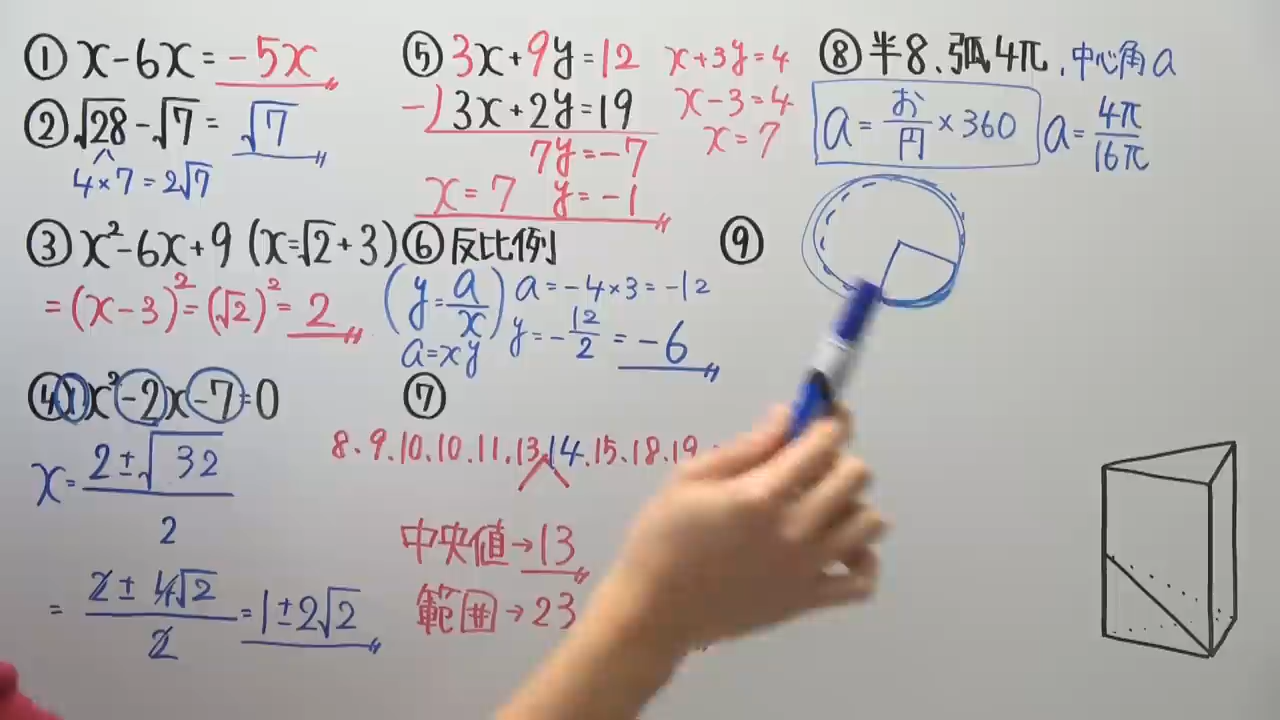 ① x-6x= -5x
② √28-√7= √7
4×7=2√7
③ x²-6x+9 (x=√2+3)
=(x-3)²=(√2)²=2
④ 1x²-2x-7=0
x= (2±√32)/2
= (2±4√2)/2 =1±2√2
⑤ 3x+9y=12
-) 3x+2y=19
7y=-7
x=7 y=-1
x+3y=4
x-3=4
x=7
⑥ 反比例
(y=a/x) a=-4×3=-12
a=xy y=-12/2=-6
⑦
8.9.10.10.11.13.14.15.18.19
中央値→13
範囲→23
⑧ 半8、弧4π、中心角a
a=お/円×360 a=4π/16π
⑨